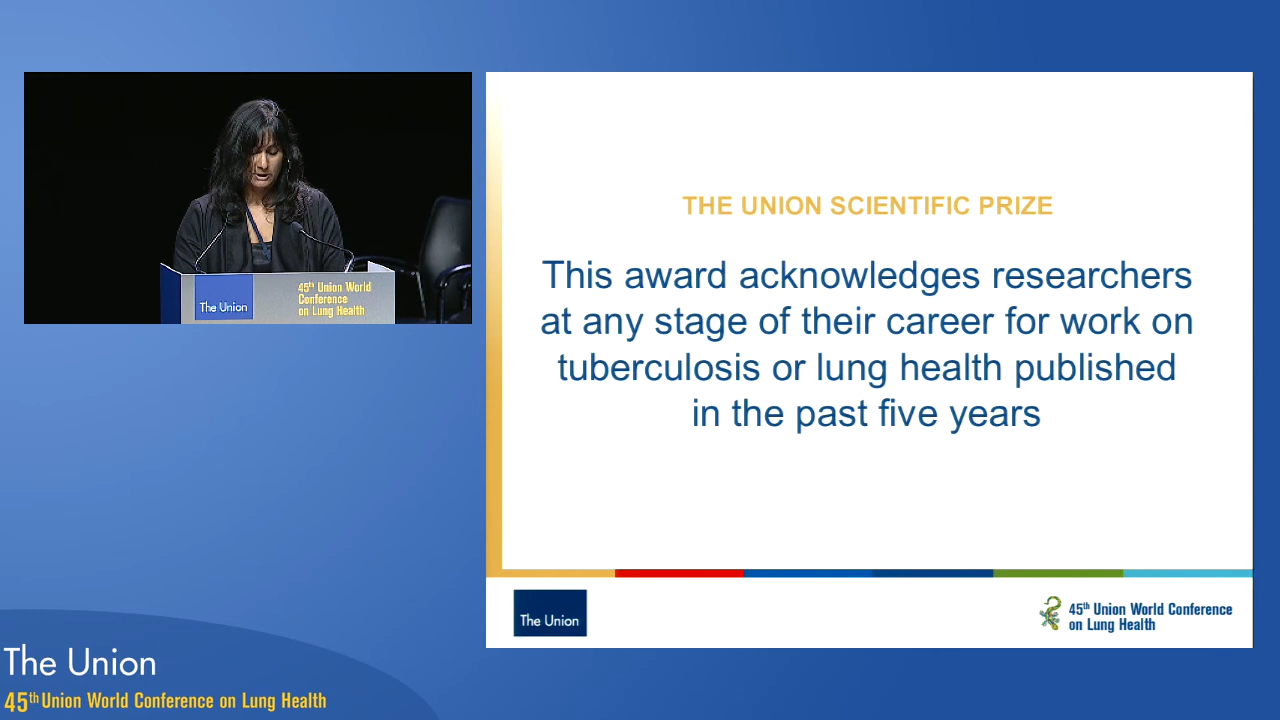 The Union
45th Union World
Conference
on Lung Health
THE UNION SCIENTIFIC PRIZE
This award acknowledges researchers
at any stage of their career for work on
tuberculosis or lung health published
in the past five years
The Union
45th Union World Conference
on Lung Health
The Union
45th Union World Conference on Lung Health